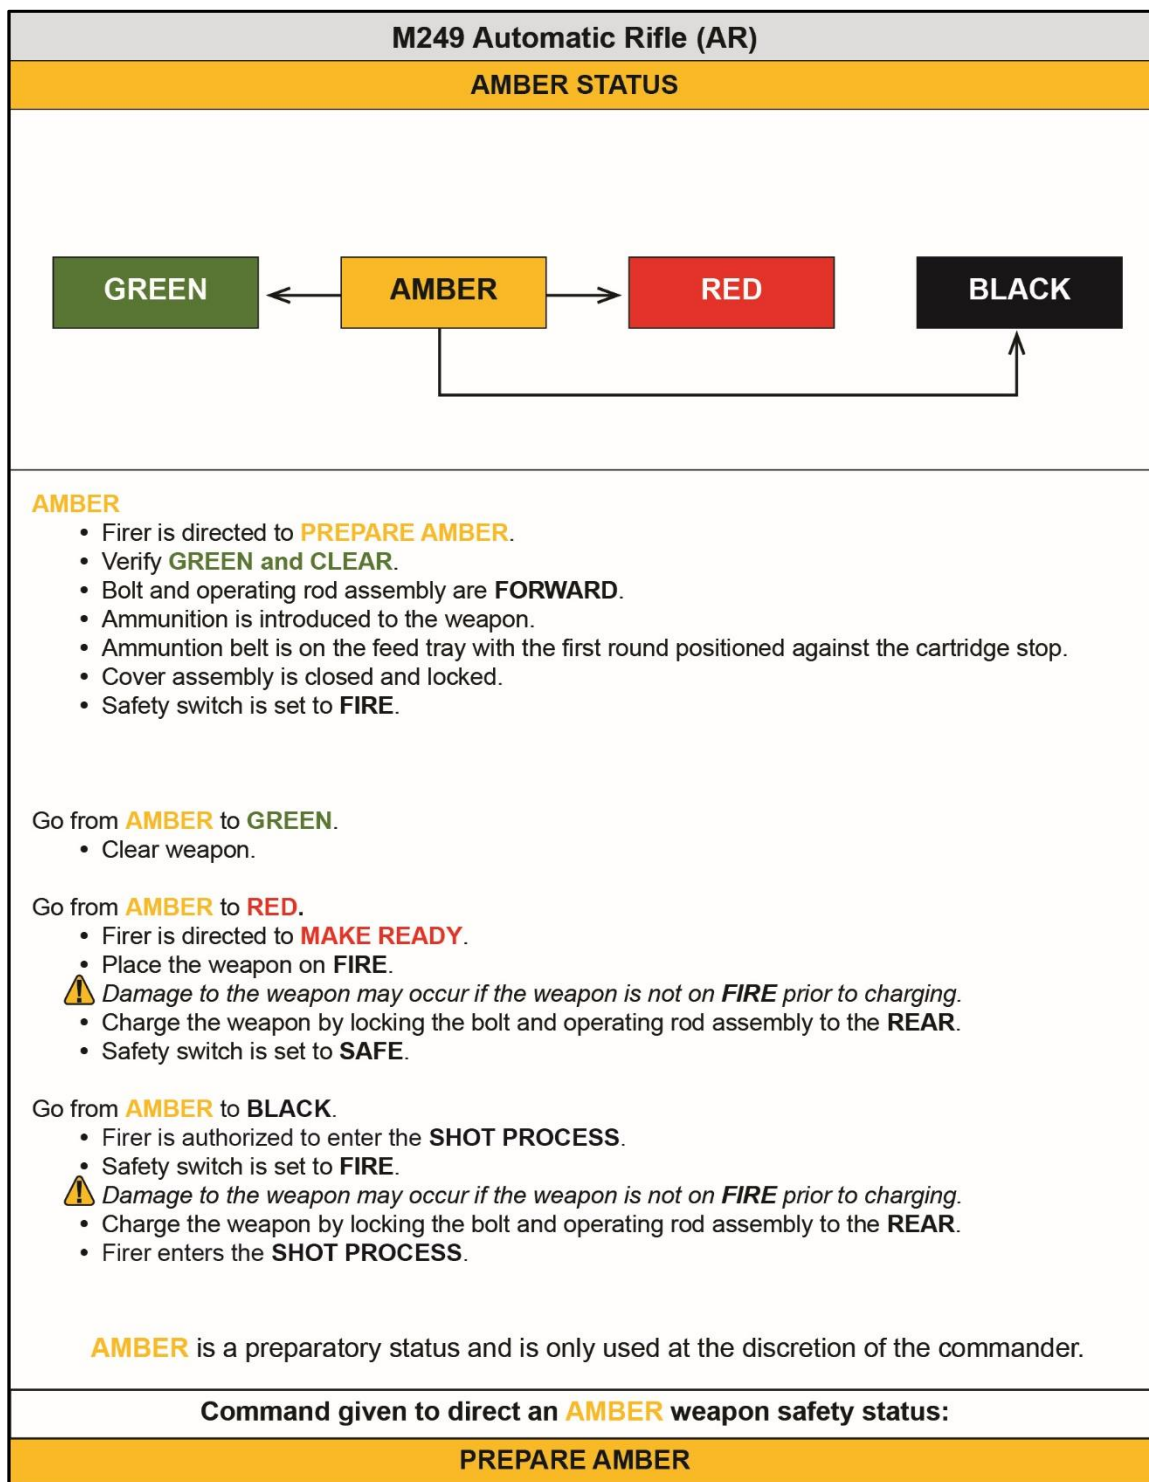 M249 Automatic Rifle (AR)
AMBER STATUS
GREEN
AMBER
RED
BLACK
AMBER
• Firer is directed to PREPARE AMBER.
• Verify GREEN and CLEAR.
• Bolt and operating rod assembly are FORWARD.
• Ammunition is introduced to the weapon.
• Ammuntion belt is on the feed tray with the first round positioned against the cartridge stop.
• Cover assembly is closed and locked.
• Safety switch is set to FIRE.
Go from AMBER to GREEN.
• Clear weapon.
Go from AMBER to RED.
• Firer is directed to MAKE READY.
• Place the weapon on FIRE.
Damage to the weapon may occur if the weapon is not on FIRE prior to charging.
• Charge the weapon by locking the bolt and operating rod assembly to the REAR.
• Safety switch is set to SAFE.
Go from AMBER to BLACK.
• Firer is authorized to enter the SHOT PROCESS.
• Safety switch is set to FIRE.
Damage to the weapon may occur if the weapon is not on FIRE prior to charging.
• Charge the weapon by locking the bolt and operating rod assembly to the REAR.
• Firer enters the SHOT PROCESS.
AMBER is a preparatory status and is only used at the discretion of the commander.
Command given to direct an AMBER weapon safety status:
PREPARE AMBER